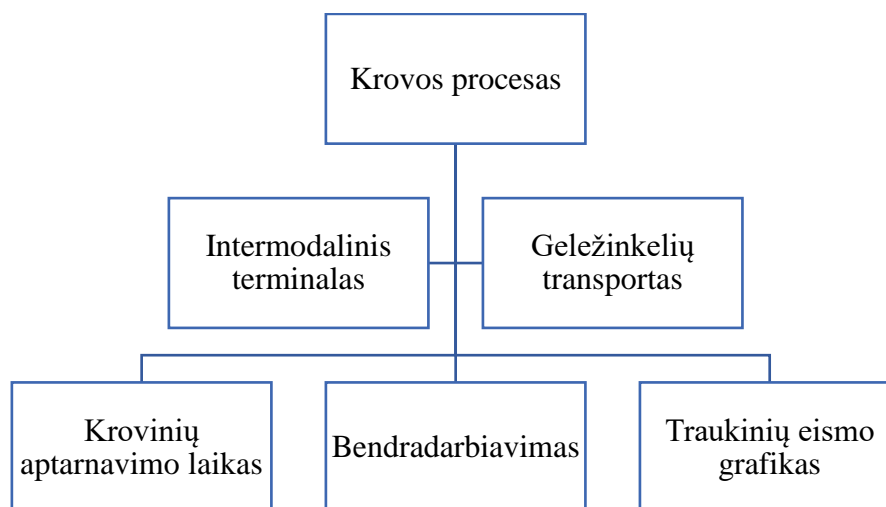 Krovos procesas
Intermodalinis
terminalas
Geležinkelių
transportas
Krovinių
aptarnavimo laikas
Bendradarbiavimas
Traukinių eismo
grafikas